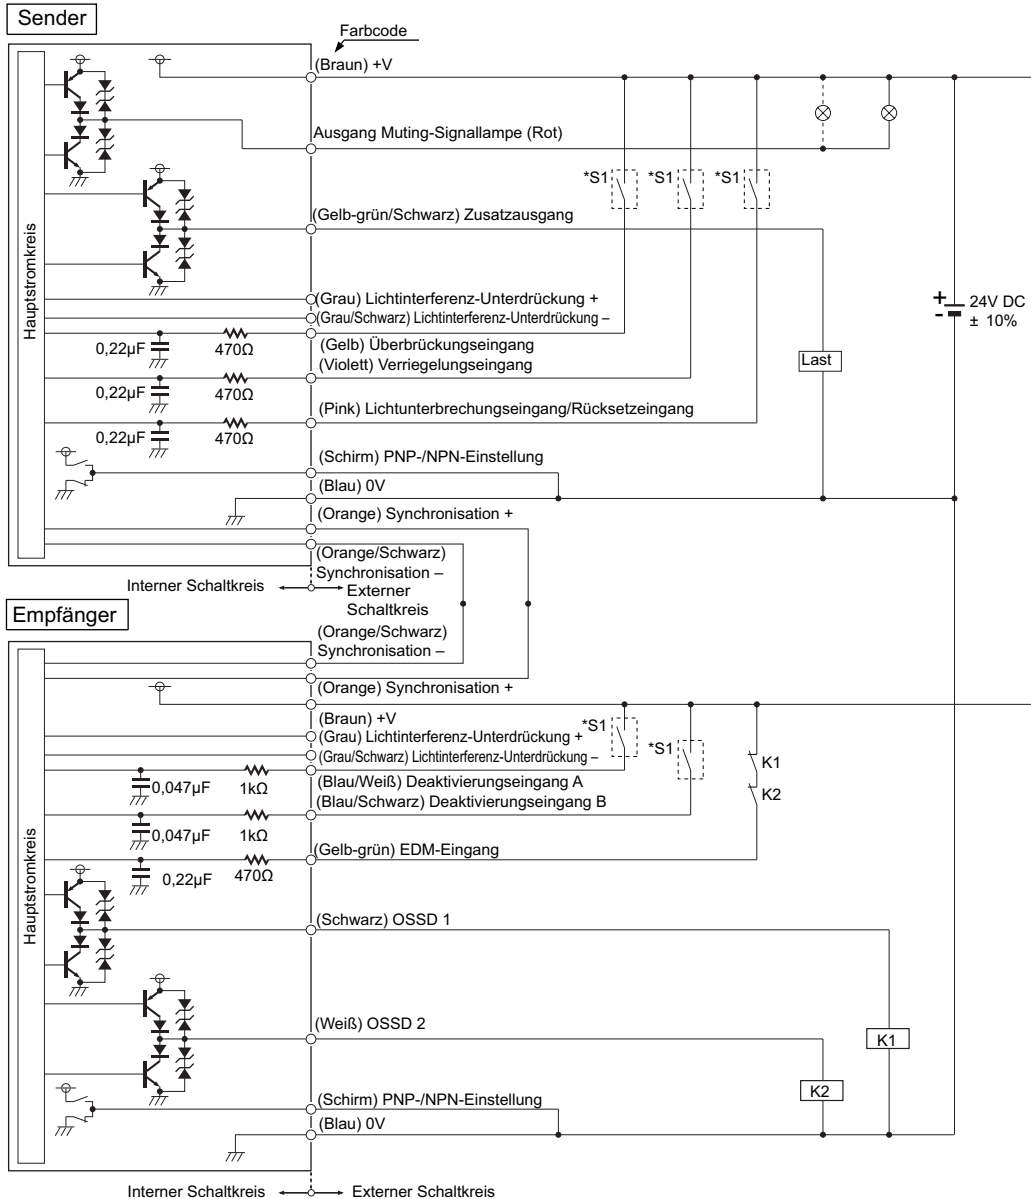 Sender
Farbcode
(Braun) +V
Ausgang Muting-Signallampe (Rot)
*S1
*S1
*S1
(Gelb-grün/Schwarz) Zusatzausgang
Hauptstromkreis
(Grau) Lichtinterferenz-Unterdrückung +
(Grau/Schwarz) Lichtinterferenz-Unterdrückung –
+
-
24V DC
± 10%
0,22µF
470Ω
(Gelb) Überbrückungseingang
(Violett) Verriegelungseingang
Last
0,22µF
470Ω
(Pink) Lichtunterbrechungseingang/Rücksetzeingang
0,22µF
470Ω
(Schirm) PNP-/NPN-Einstellung
(Blau) 0V
(Orange) Synchronisation +
(Orange/Schwarz)
Synchronisation –
Interner Schaltkreis
Externer
Schaltkreis
Empfänger
(Orange/Schwarz)
Synchronisation –
(Orange) Synchronisation +
(Braun) +V
*S1
(Grau) Lichtinterferenz-Unterdrückung +
(Grau/Schwarz) Lichtinterferenz-Unterdrückung –
*S1
K1
K2
(Blau/Weiß) Deaktivierungseingang A
0,047µF
1kΩ
(Blau/Schwarz) Deaktivierungseingang B
0,047µF
1kΩ
(Gelb-grün) EDM-Eingang
0,22µF
470Ω
Hauptstromkreis
(Schwarz) OSSD 1
(Weiß) OSSD 2
K1
K2
(Schirm) PNP-/NPN-Einstellung
(Blau) 0V
Interner Schaltkreis
Externer Schaltkreis